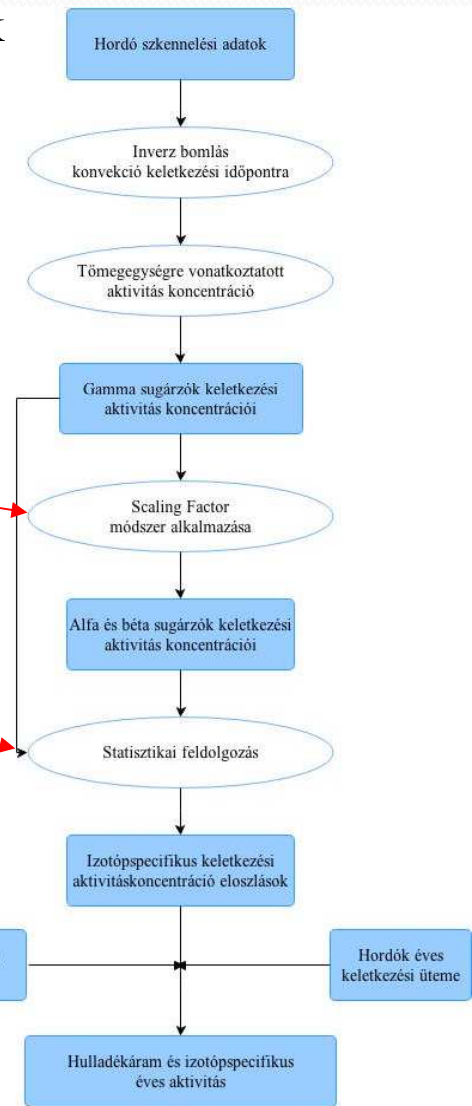 Hordó szkennelési adatok
Inverz bomlás
konvekció keletkezési időpontra
Tömegegységre vonatkoztatott
aktivitás koncentráció
Gamma sugárzók keletkezési
aktivitás koncentrációi
Scaling Factor
módszer alkalmazása
Alfa és béta sugárzók keletkezési
aktivitás koncentrációi
Statisztikai feldolgozás
Izotópspecifikus keletkezési
aktivitáskoncentráció eloszlások
Hordók éves
keletkezési üteme
Hulladékáram és izotópspecifikus
éves aktivitás